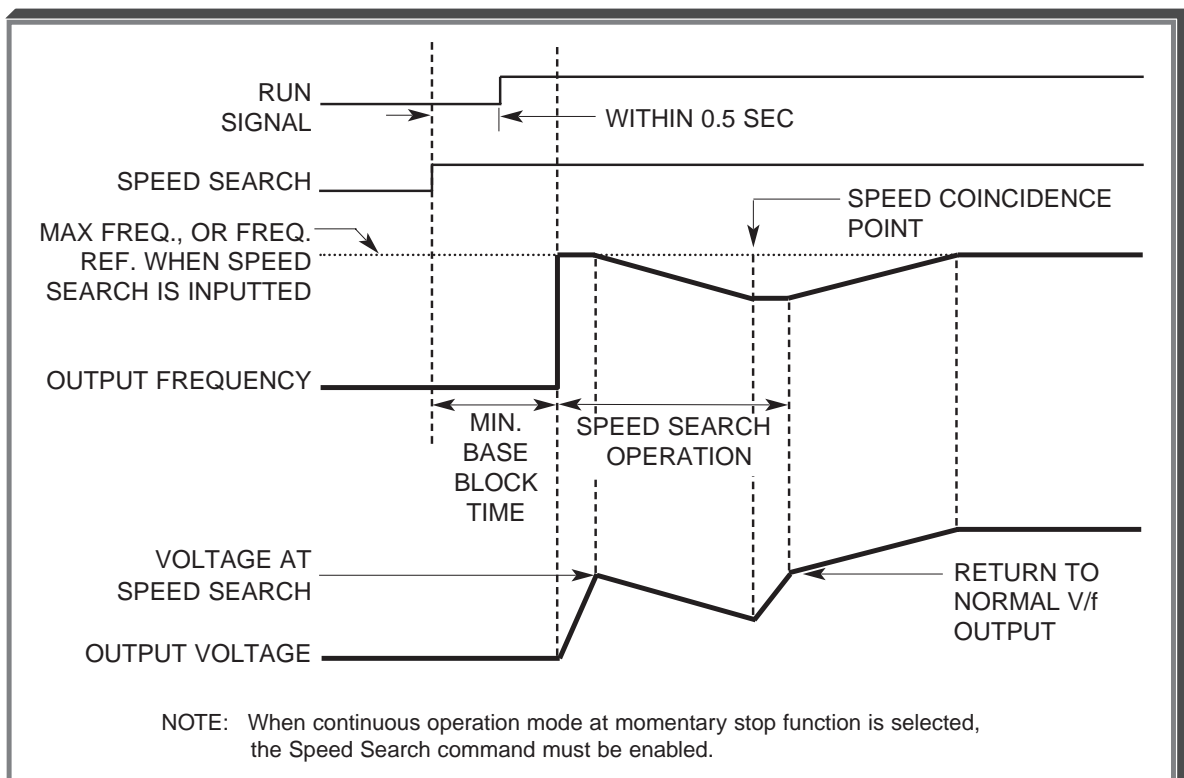 RUN
SIGNAL
WITHIN 0.5 SEC
SPEED SEARCH
SPEED COINCIDENCE
POINT
MAX FREQ., OR FREQ.
REF. WHEN SPEED
SEARCH IS INPUTTED
OUTPUT FREQUENCY
MIN.
BASE
BLOCK
TIME
SPEED SEARCH
OPERATION
VOLTAGE AT
SPEED SEARCH
RETURN TO
NORMAL V/f
OUTPUT
OUTPUT VOLTAGE
NOTE: When continuous operation mode at momentary stop function is selected,
the Speed Search command must be enabled.